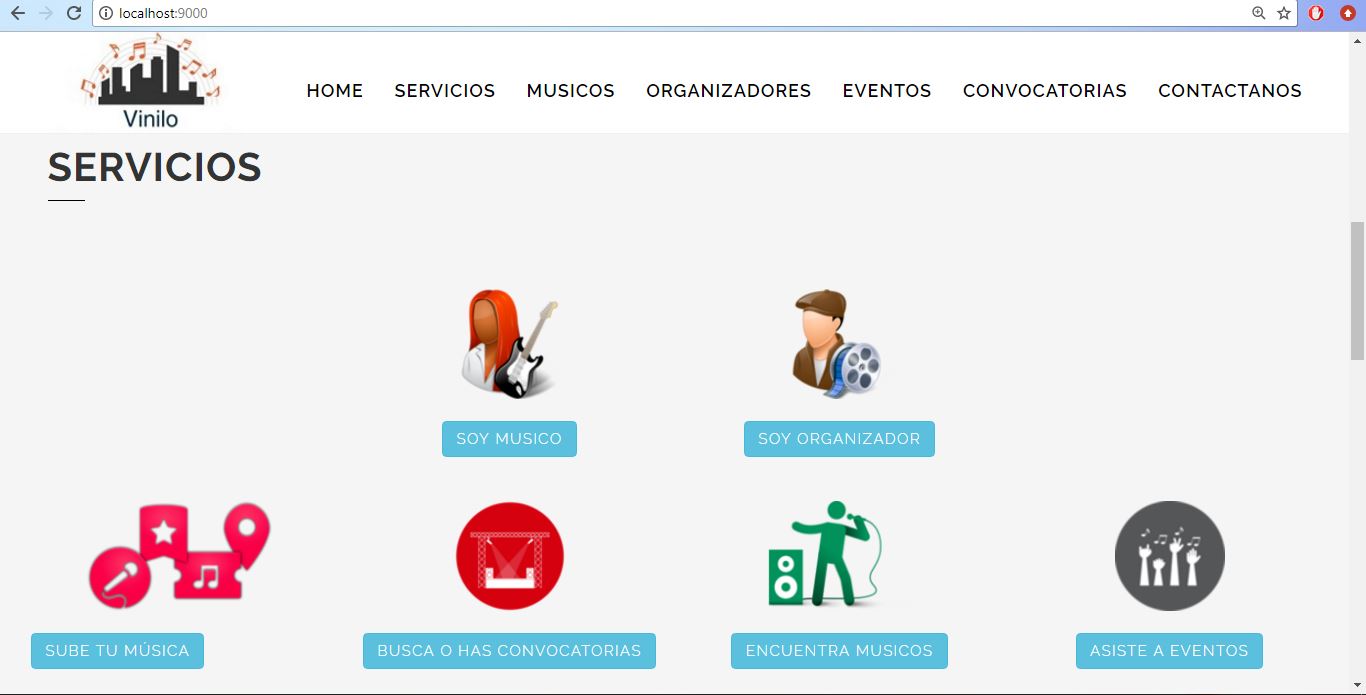 localhost:9000
Vinilo
HOME SERVICIOS MUSICOS ORGANIZADORES EVENTOS CONVOCATORIAS CONTACTANOS
SERVICIOS
SOY MUSICO SOY ORGANIZADOR
SUBE TU MÚSICA BUSCA O HAS CONVOCATORIAS ENCUENTRA MUSICOS ASISTE A EVENTOS